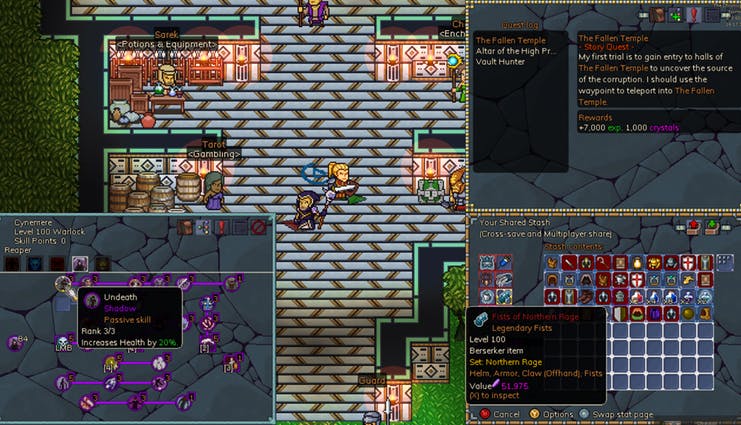 Sarek
<Potions & Equipment>
Tarot
<Gambling>
Guard
Quest log
The Fallen Temple
Altar of the High Pr...
Vault Hunter
The Fallen Temple
- Story Quest -
My first trial is to gain entry to halls of
The Fallen Temple to uncover the source
of the corruption. I should use the
waypoint to teleport into The Fallen
Temple.
Rewards
+7,000 exp. 1,000 crystals
Cynemere
Level 100 Warlock
Skill Points: 0
Reaper
Undeath
Shadow
Passive skill
Rank 3/3
Increases Health by 20%
LMB
Your Shared Stash
(Cross-save and Multiplayer share)
Stash contents
Fists of Northern Rage
Legendary Fists
Level 100
Berserker item
Set: Northern Rage
Helm, Armor, Claw (Offhand), Fists
Value 51,975
(X) to inspect
Cancel
Options
Swap stat page